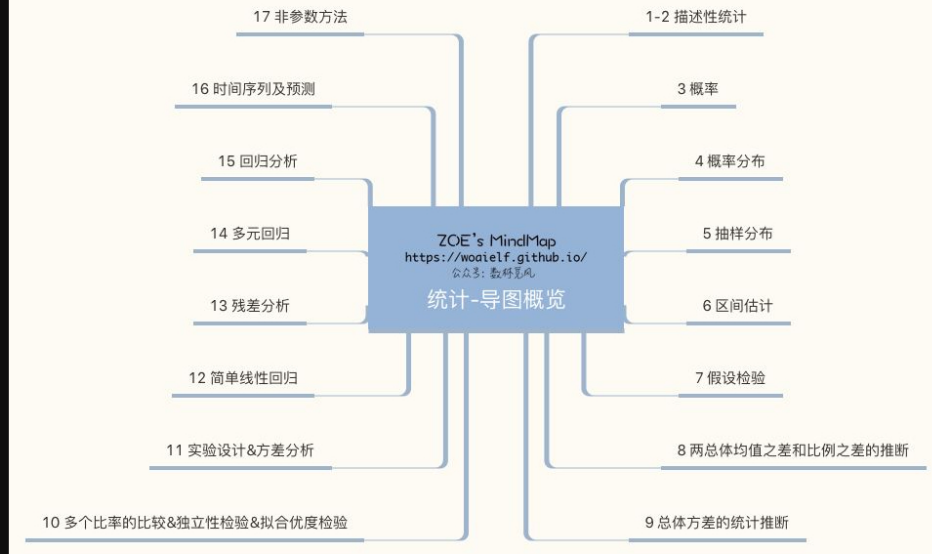 17 非参数方法
1-2 描述性统计
16 时间序列及预测
3 概率
15 回归分析
4 概率分布
14 多元回归
5 抽样分布
ZOE's MindMap
https://woaielf.github.io/
公众号: 数林觅风
统计-导图概览
13 残差分析
6 区间估计
12 简单线性回归
7 假设检验
11 实验设计&方差分析
8 两总体均值之差和比例之差的推断
10 多个比率的比较&独立性检验&拟合优度检验
9 总体方差的统计推断